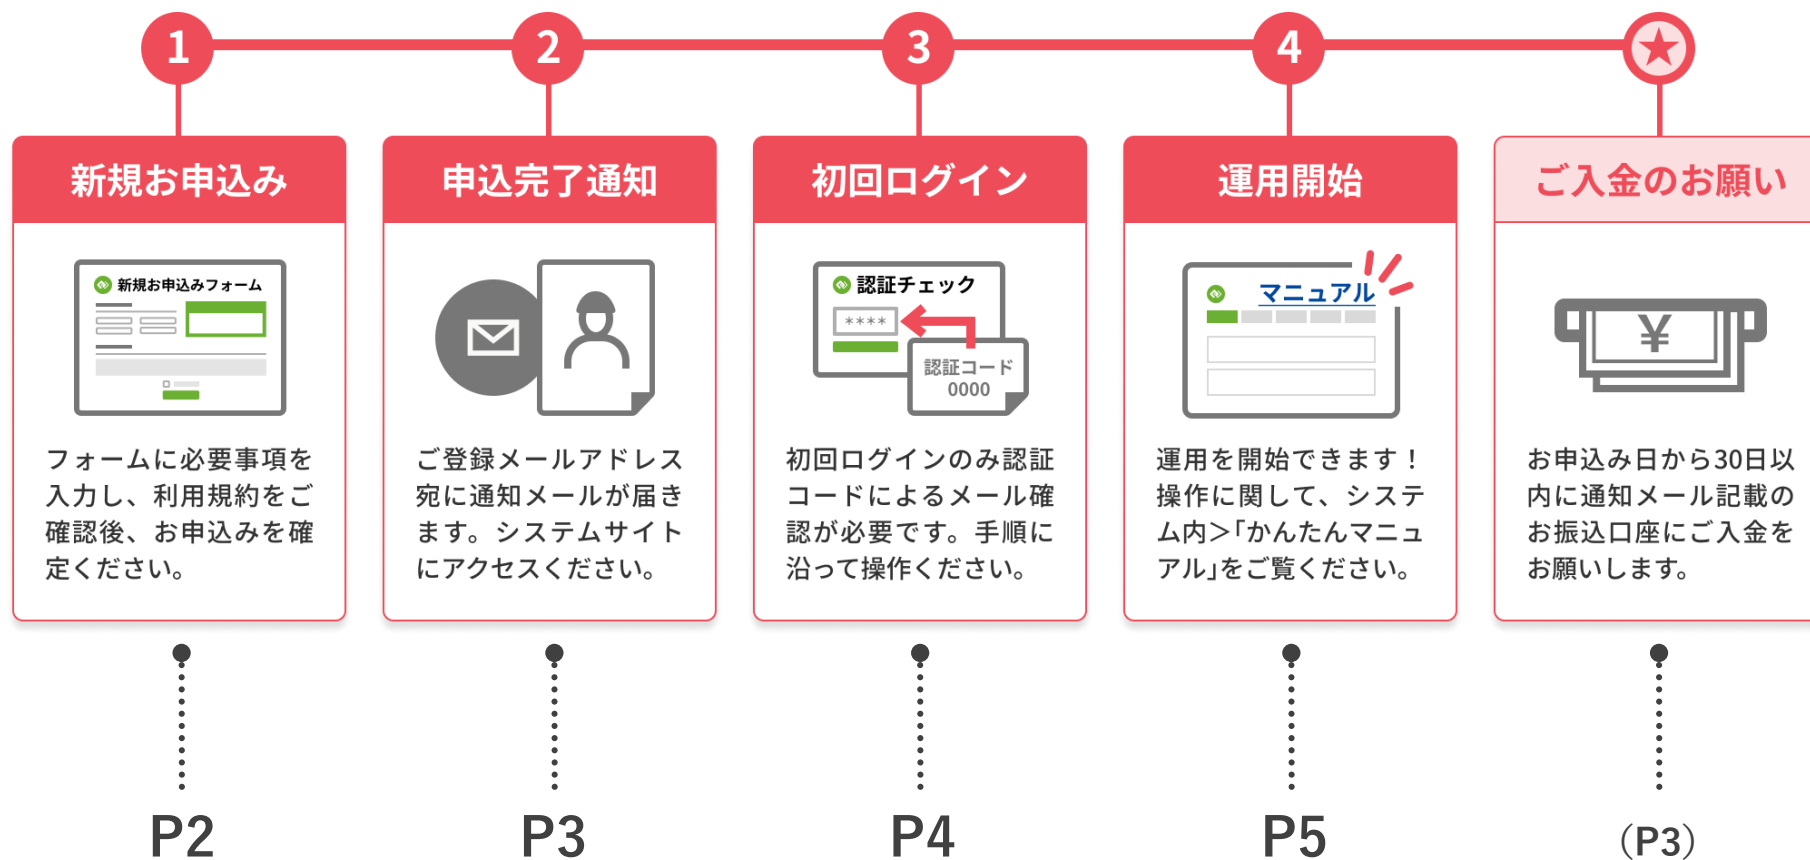 1
2
3
4
新規お申込み
新規お申込みフォーム
フォームに必要事項を
入力し、利用規約をご
確認後、お申込みを確
定ください。
P2
申込完了通知
ご登録メールアドレス
宛に通知メールが届き
ます。システムサイト
にアクセスください。
P3
初回ログイン
認証チェック
****
認証コード
0000
初回ログインのみ認証
コードによるメール確
認が必要です。手順に
沿って操作ください。
P4
運用開始
マニュアル
運用を開始できます！
操作に関して、システ
ム内＞「かんたんマニュ
アル」をご覧ください。
P5
ご入金のお願い
¥
お申込み日から30日以
内に通知メール記載の
お振込口座にご入金を
お願いします。
（P3）